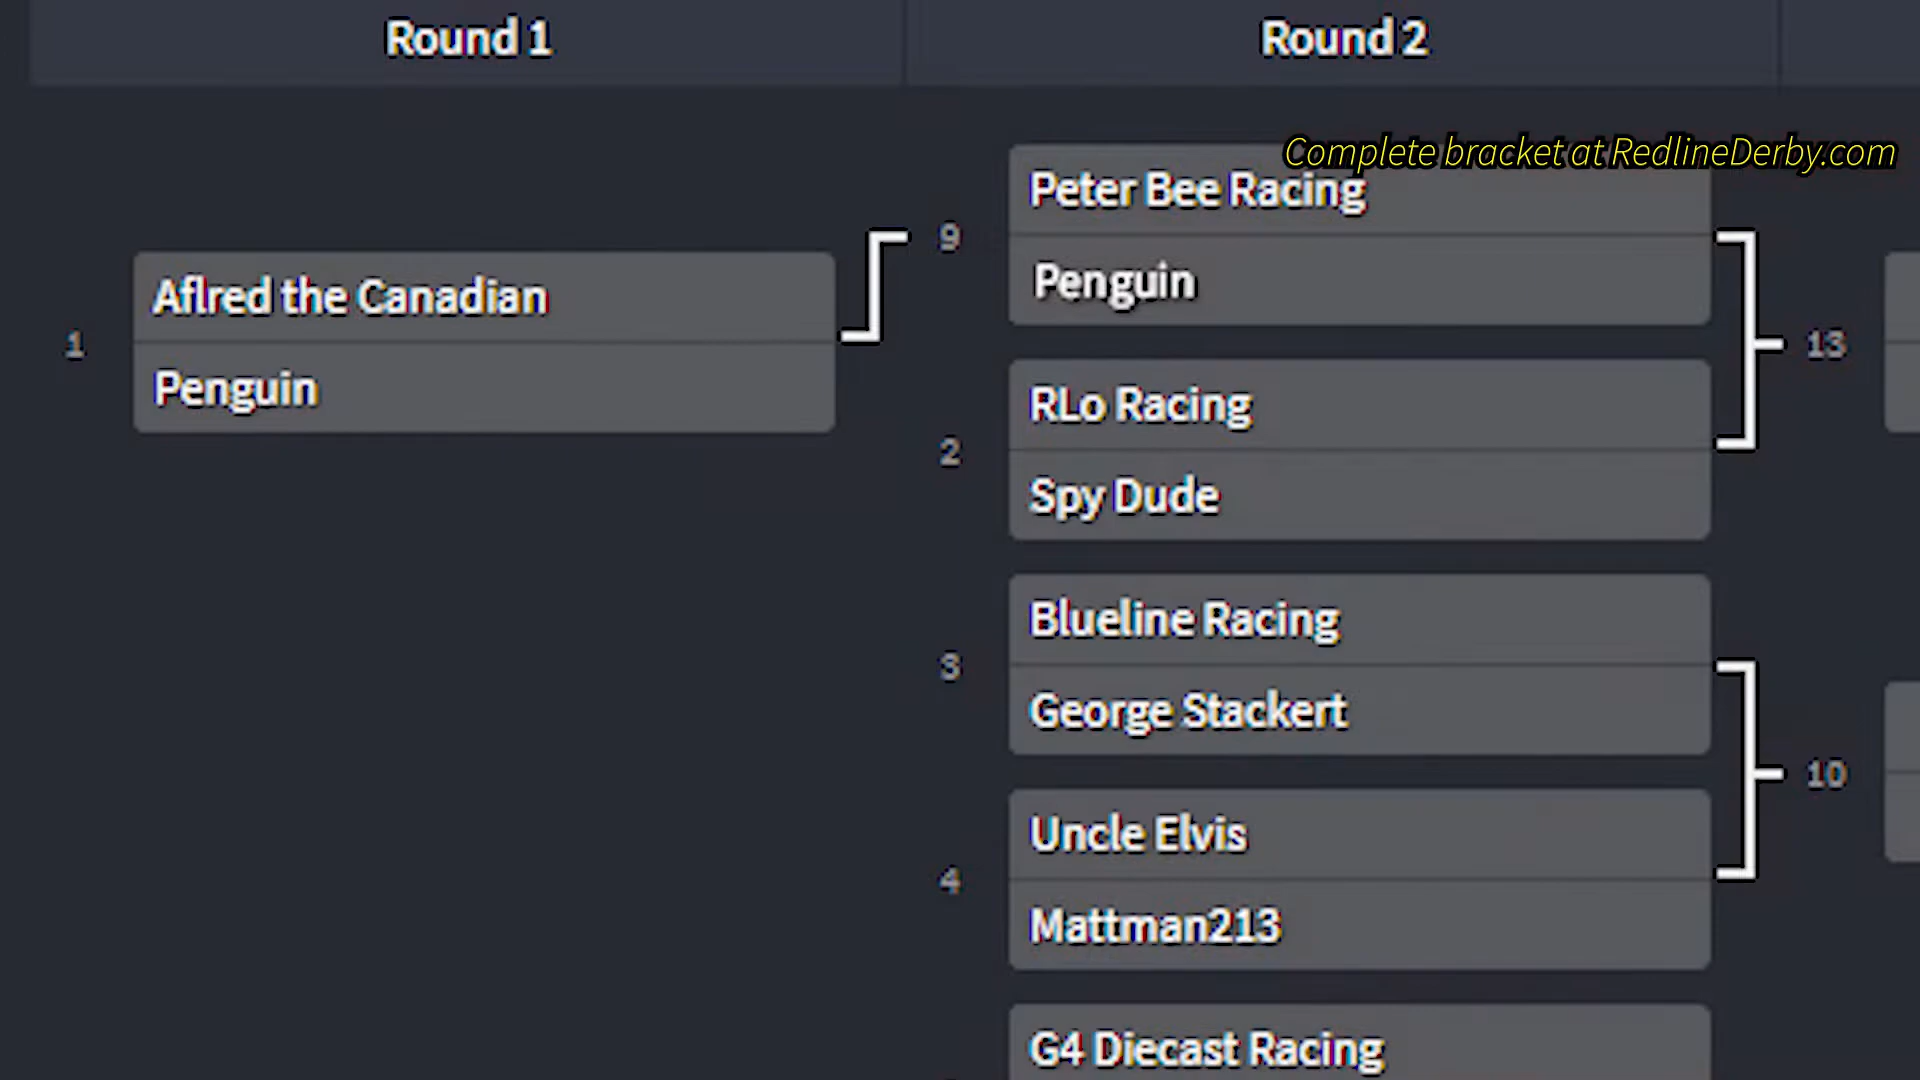 Round 1
Round 2
Complete bracket at RedlineDerby.com
9
Peter Bee Racing
Penguin
1
Aflred the Canadian
Penguin
13
2
RLo Racing
Spy Dude
3
Blueline Racing
George Stackert
10
4
Uncle Elvis
Mattman213
G4 Diecast Racing